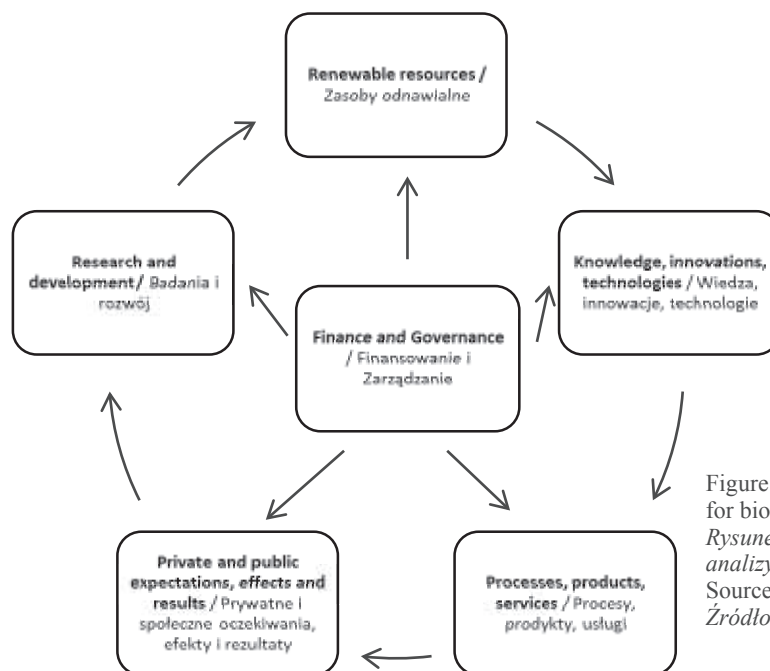 Renewable resources /
Zasoby odnawialne
Research and
development/ Badania i
rozwój
Knowledge, innovations,
technologies / Wiedza,
innowacje, technologie
Finance and Governance
/ Finansowanie i
Zarządzanie
Private and public
expectations, effects and
results / Prywatne i
społeczne oczekiwania,
efekty i rezultaty
Processes, products,
services / Procesy,
produkty, usługi
Figure
for bio
Rysune
analizy
Source
Źródło